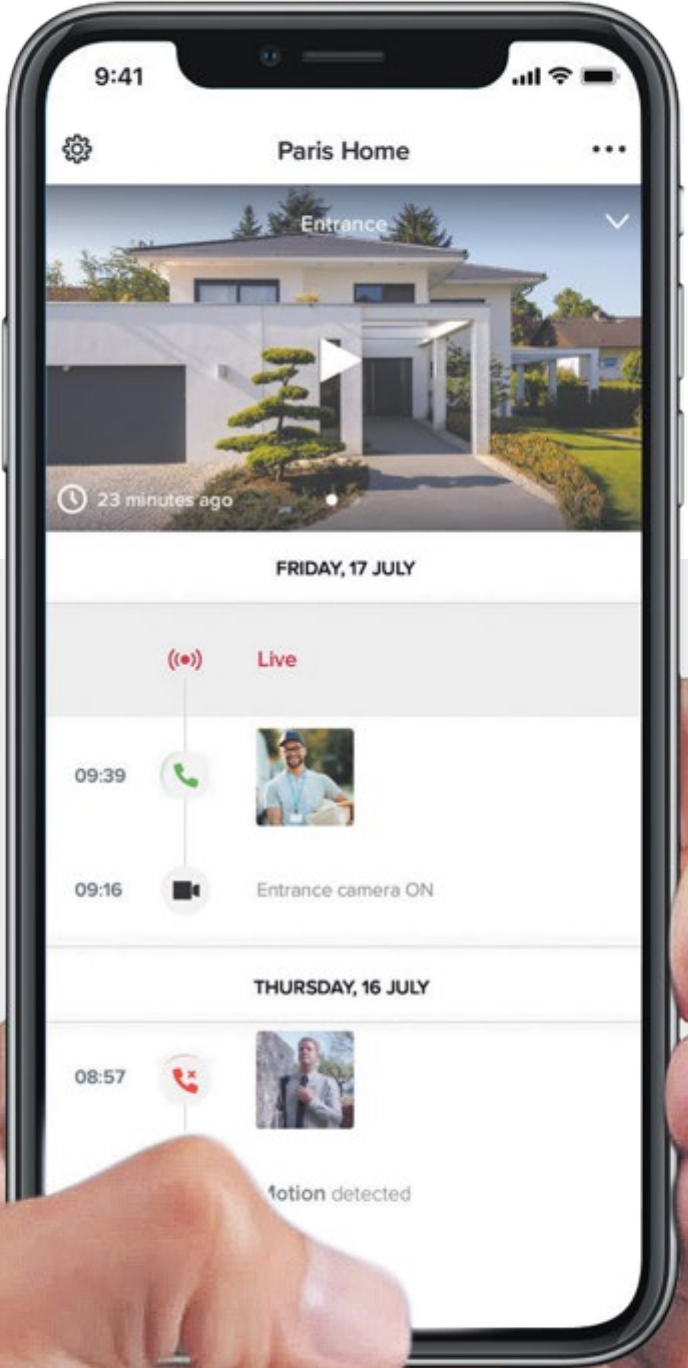 9:41
Paris Home
Entrance
23 minutes ago
FRIDAY, 17 JULY
Live
09:39
09:16 Entrance camera ON
THURSDAY, 16 JULY
08:57
detected